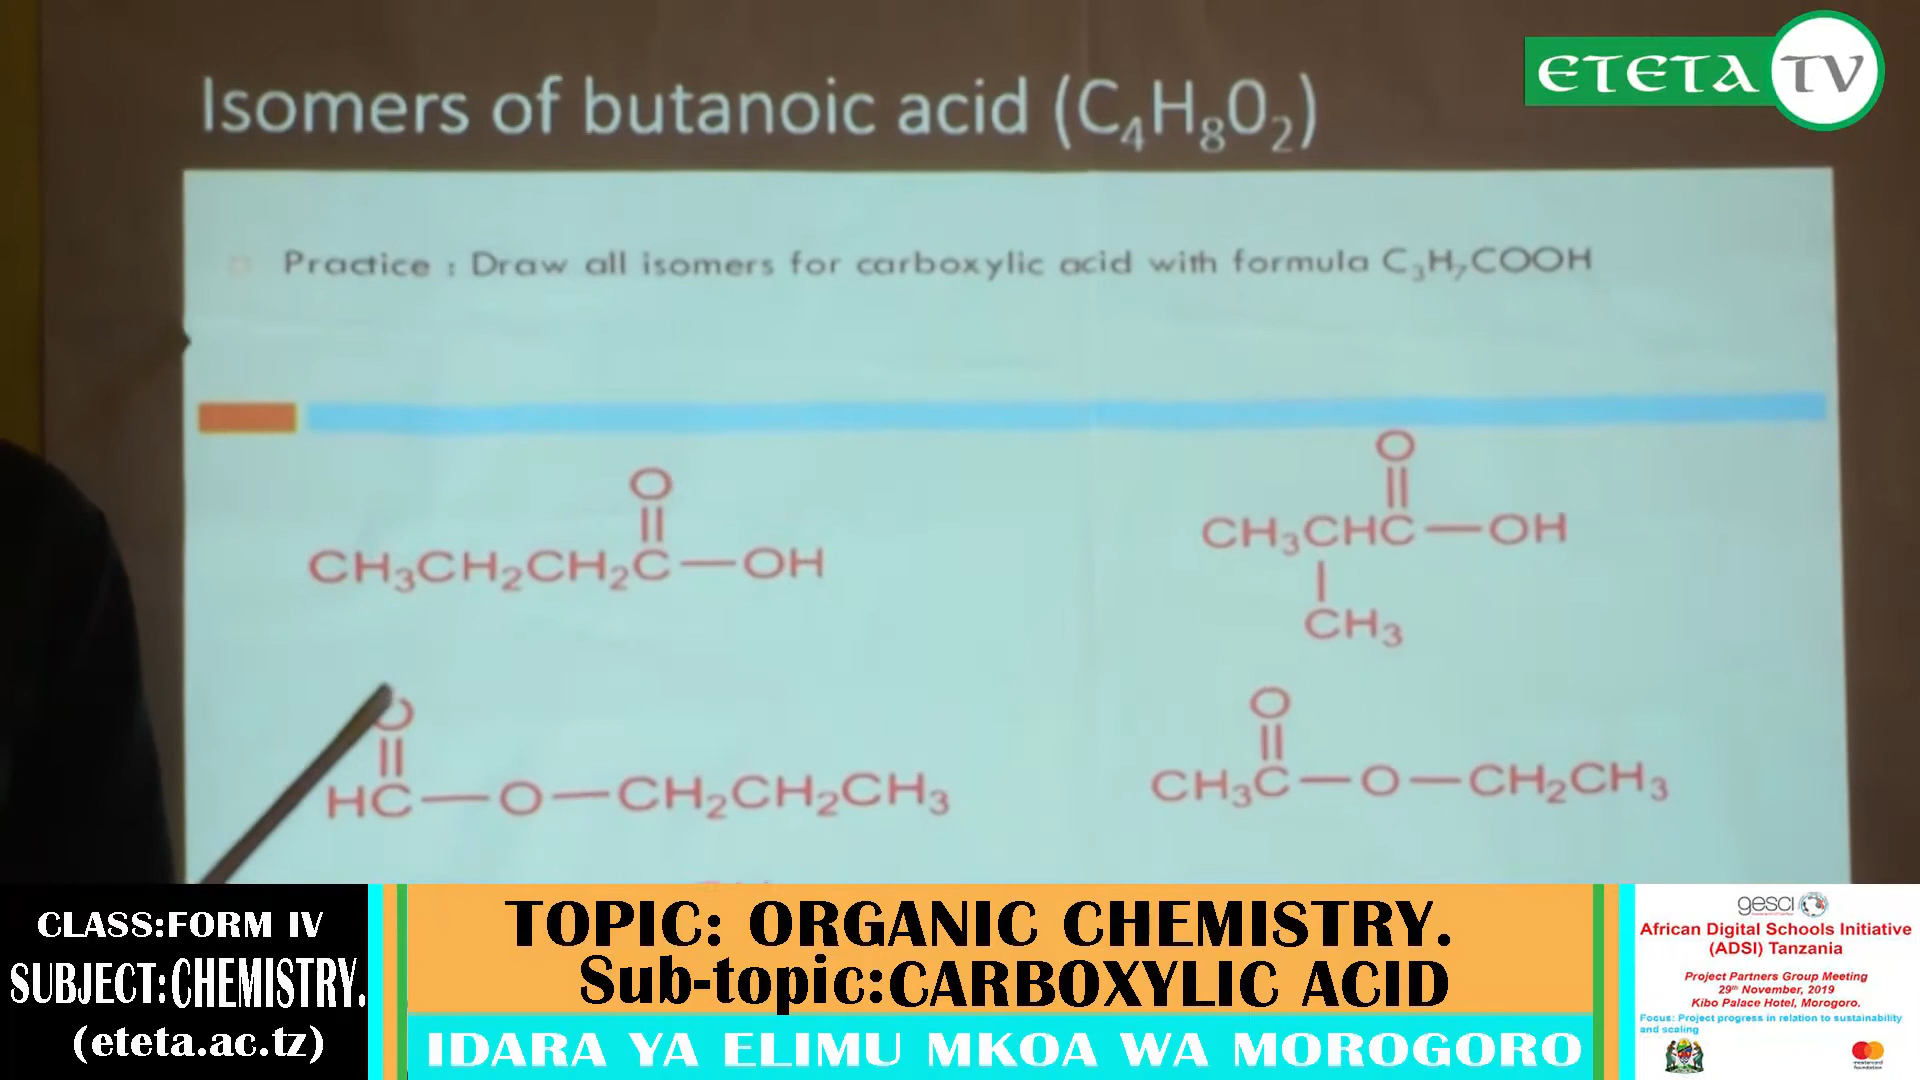 Isomers of butanoic acid (C₄H₈O₂)
ETETA TV
Practice : Draw all isomers for carboxylic acid with formula C₃H₇COOH
O
CH₃CH₂CH₂C—OH
O
CH₃CHC—OH
CH₃
O
HC—O—CH₂CH₂CH₃
O
CH₃C—O—CH₂CH₃
CLASS:FORM IV
SUBJECT:CHEMISTRY.
(eteta.ac.tz)
TOPIC: ORGANIC CHEMISTRY.
Sub-topic:CARBOXYLIC ACID
IDARA YA ELIMU MKOA WA MOROGORO
gesci
African Digital Schools Initiative
(ADSI) Tanzania
Project Partners Group Meeting
29th November, 2019
Kibo Palace Hotel, Morogoro.
Focus: Project progress in relation to sustainability
and scaling
mastercard
foundation